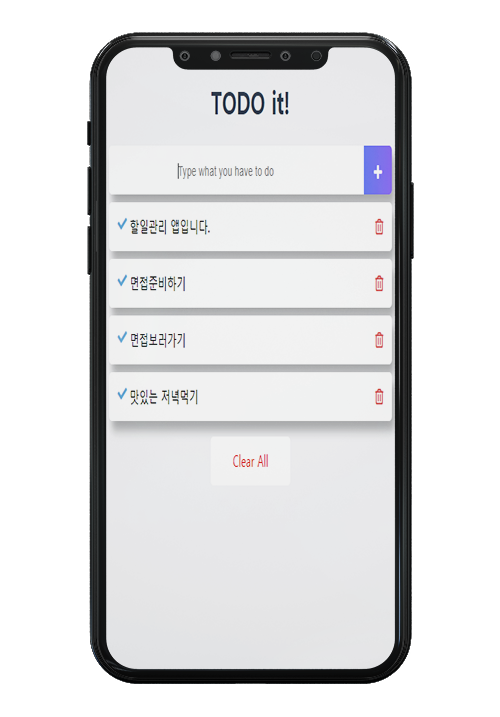 TODO it!
Type what you have to do
+
할일관리 앱입니다.
면접준비하기
면접보러가기
맛있는 저녁먹기
Clear All